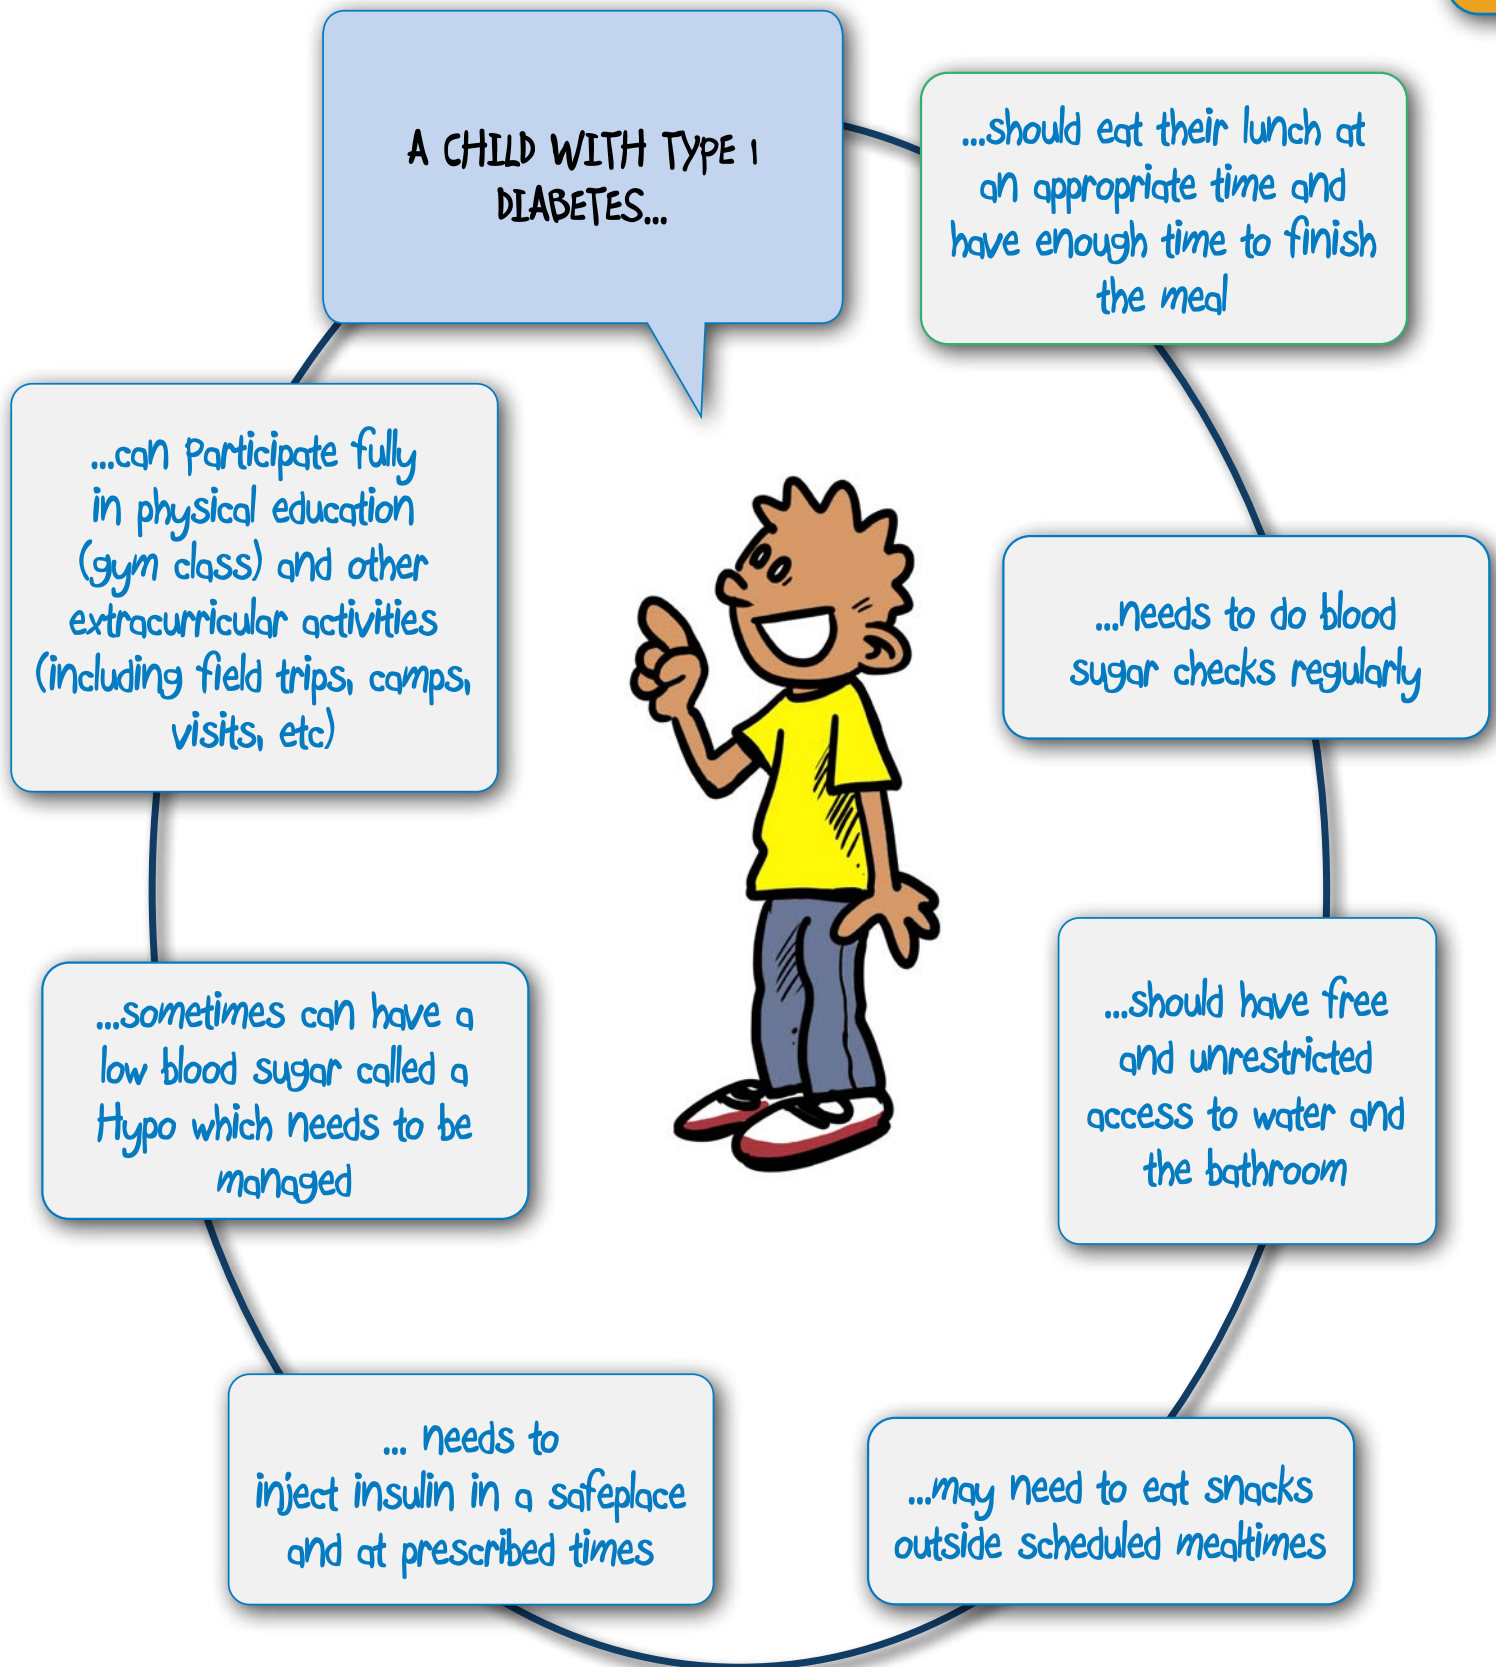 A CHILD WITH TYPE 1
DIABETES...
...should eat their lunch at
an appropriate time and
have enough time to finish
the meal
...needs to do blood
sugar checks regularly
...should have free
and unrestricted
access to water and
the bathroom
...may need to eat snacks
outside scheduled mealtimes
... needs to
inject insulin in a safeplace
and at prescribed times
...sometimes can have a
low blood sugar called a
Hypo which needs to be
managed
...can Participate fully
in physical education
(gym class) and other
extracurricular activities
(including field trips, camps,
visits, etc)